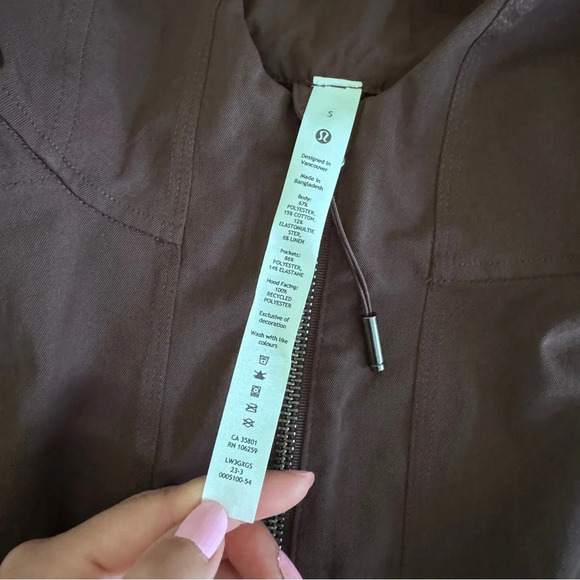 S
Designed in
Vancouver
Made in
Bangladesh
Body:
67%
POLYESTER,
15% COTTON,
12%
ELASTOMULTIE
STER,
6% LINEN
Pockets:
86%
POLYESTER,
14% ELASTANE
Hood Facing:
100%
RECYCLED
POLYESTER
Exclusive of
decoration
Wash with like
colours
CA 35801
RN 106259
LW3GXGS
23-3
0005100-54